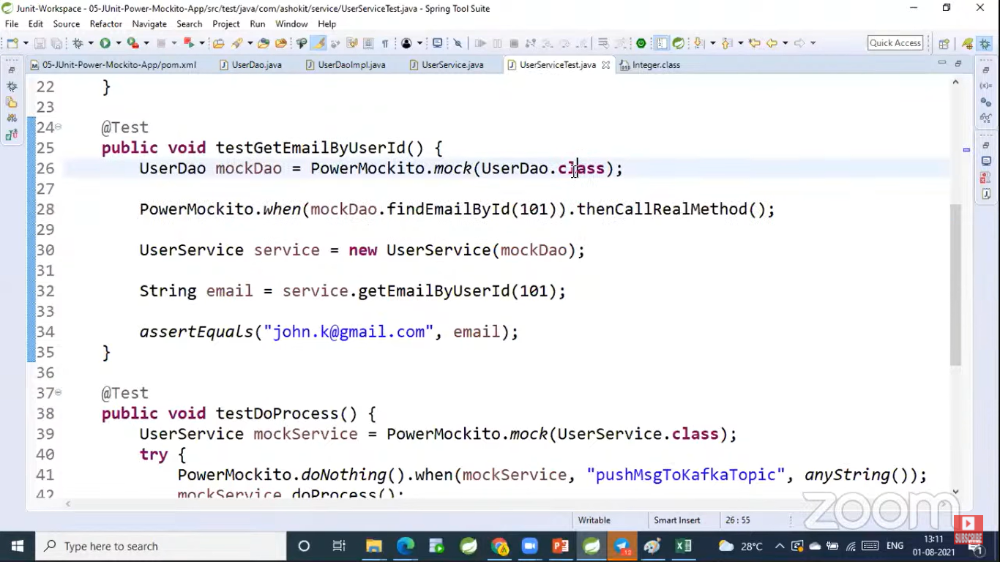 Junit-Workspace - 05-JUnit-Power-Mockito-App/src/test/java/com/ashokit/service/UserServiceTest.java - Spring Tool Suite
File Edit Source Refactor Navigate Search Project Run Window Help
Quick Access
05-JUnit-Power-Mockito-App/pom.xml UserDao.java UserDaoImpl.java UserService.java UserServiceTest.java Integer.class
22 }
23
24 @Test
25 public void testGetEmailByUserId() {
26 UserDao mockDao = PowerMockito.mock(UserDao.class);
27
28 PowerMockito.when(mockDao.findEmailById(101)).thenCallRealMethod();
29
30 UserService service = new UserService(mockDao);
31
32 String email = service.getEmailByUserId(101);
33
34 assertEquals("john.k@gmail.com", email);
35 }
36
37 @Test
38 public void testDoProcess() {
39 UserService mockService = PowerMockito.mock(UserService.class);
40 try {
41 PowerMockito.doNothing().when(mockService, "pushMsgToKafkaTopic", anyString());
42 mockService.doProcess();
Writable Smart Insert 26 : 55
zoom
SUBSCRIBE
Type here to search
12
28°C
ENG
13:11
01-08-2021
1